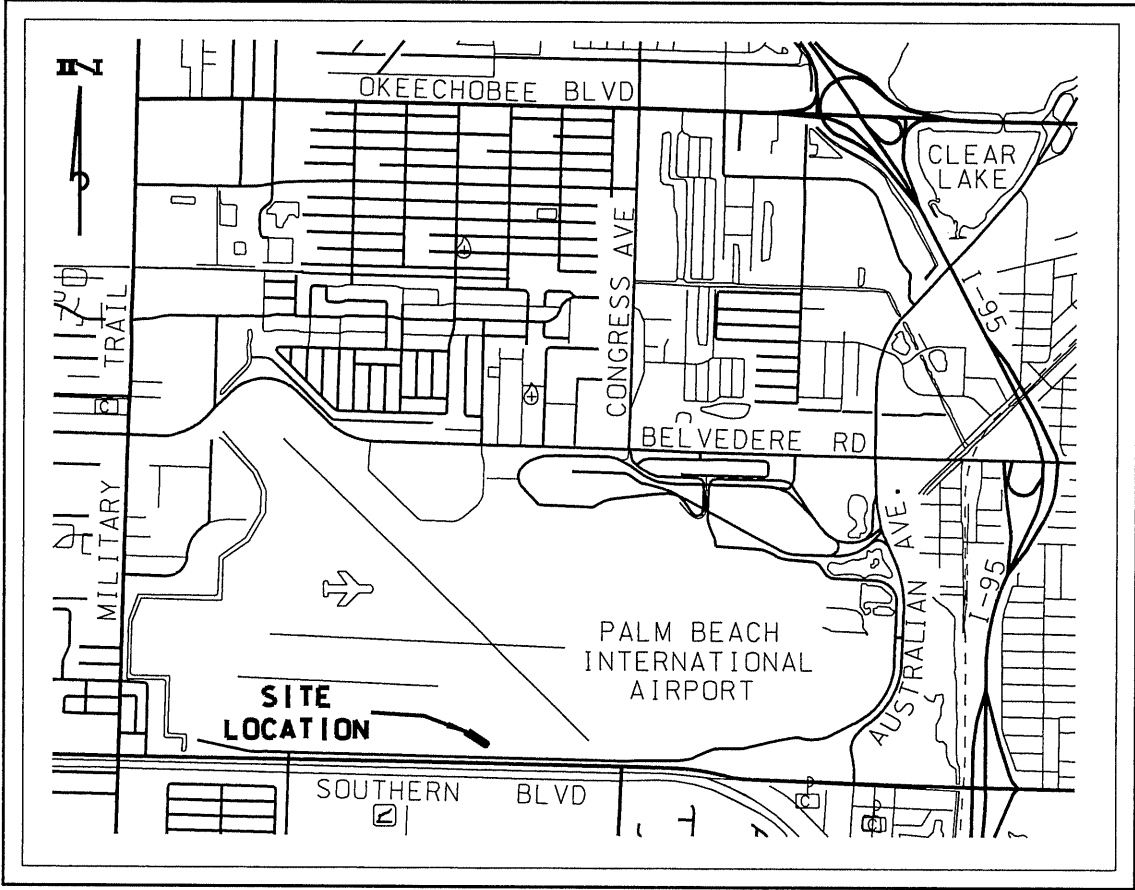 N
OKEECHOBEE BLVD
CLEAR
LAKE
CONGRESS AVE
I-95
TRAIL
MILITARY
BELVEDERE RD
AUSTRALIAN AVE.
I-95
PALM BEACH
INTERNATIONAL
AIRPORT
SITE
LOCATION
SOUTHERN BLVD
C
C
C